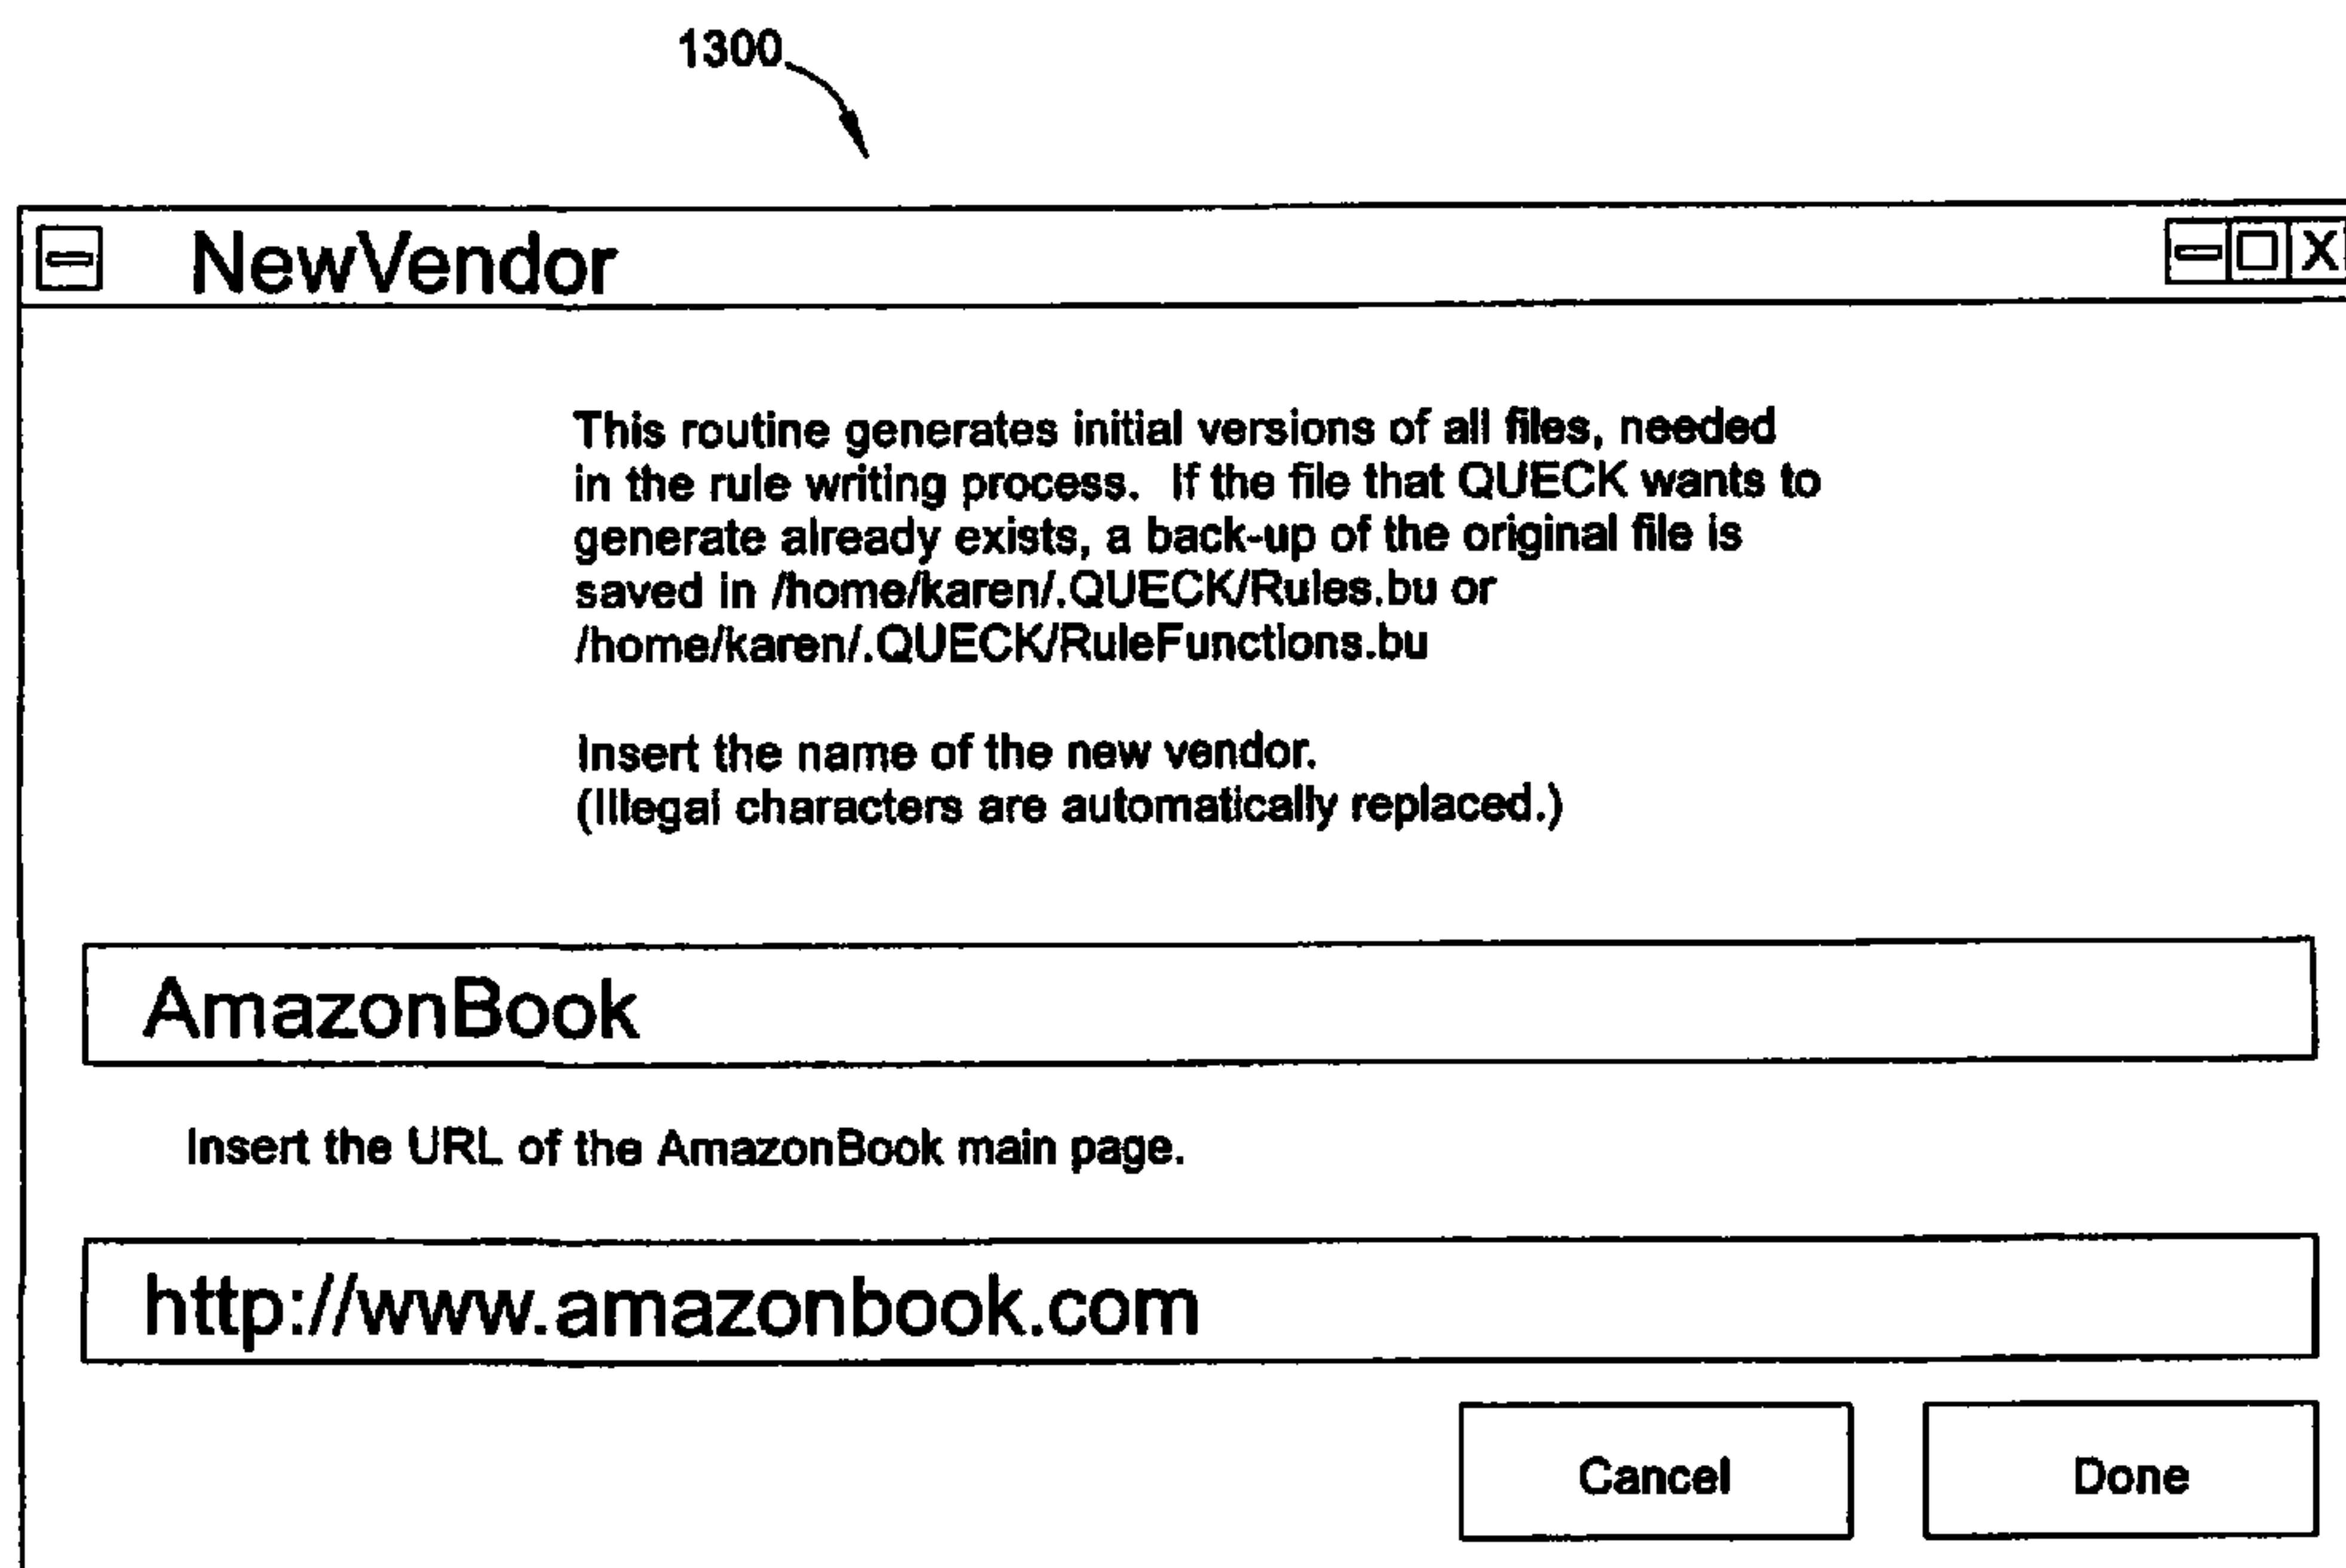 1300
NewVendor
X
This routine generates initial versions of all files, needed
in the rule writing process. If the file that QUECK wants to
generate already exists, a back-up of the original file is
saved in /home/karen/.QUECK/Rules.bu or
/home/karen/.QUECK/RuleFunctions.bu
Insert the name of the new vendor.
(Illegal characters are automatically replaced.)
AmazonBook
Insert the URL of the AmazonBook main page.
http://www.amazonbook.com
Cancel Done